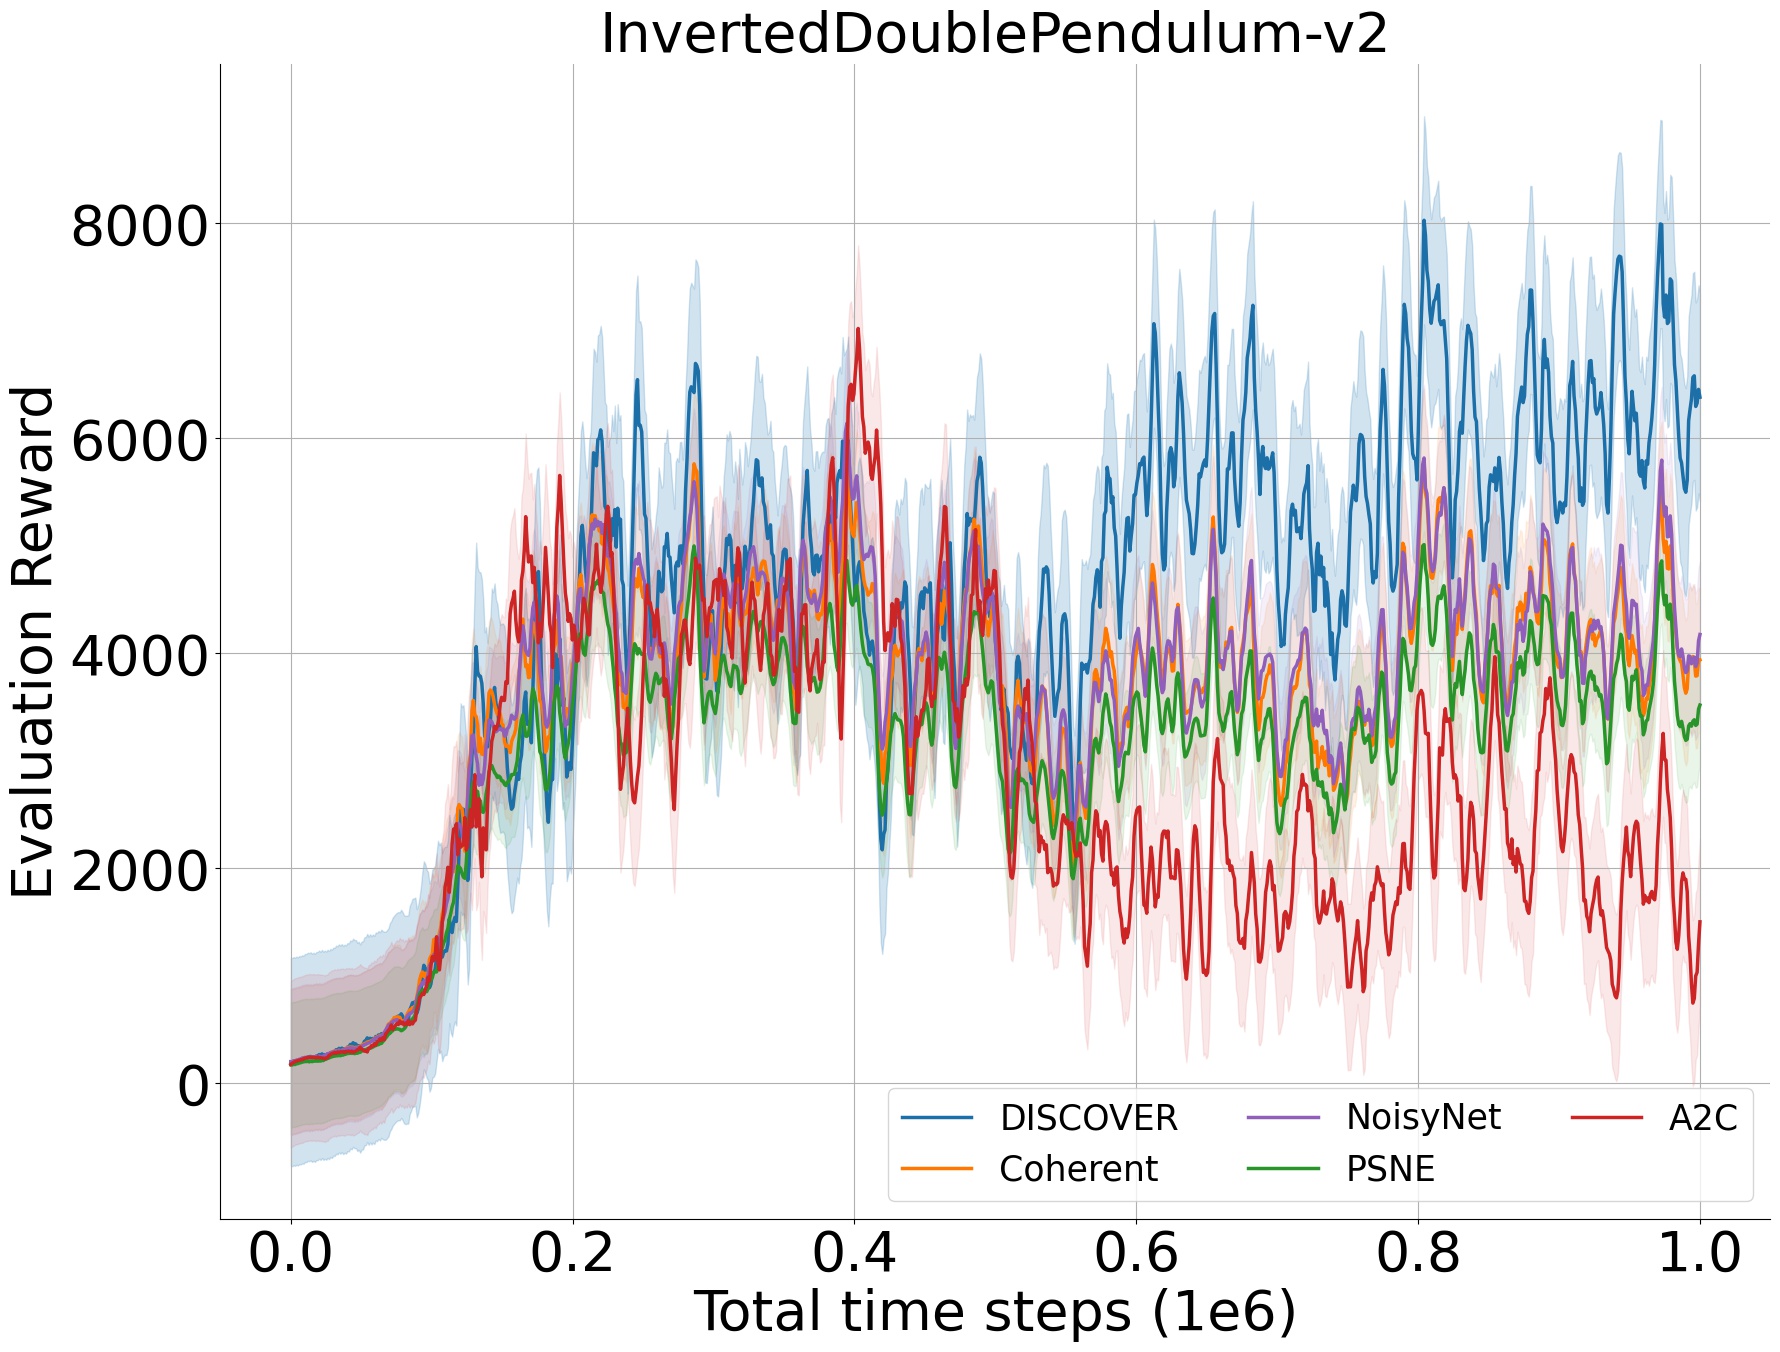 InvertedDoublePendulum-v2
Evaluation Reward
8000
6000
4000
2000
0
0.0 0.2 0.4 0.6 0.8 1.0
Total time steps (1e6)
DISCOVER NoisyNet A2C
Coherent PSNE